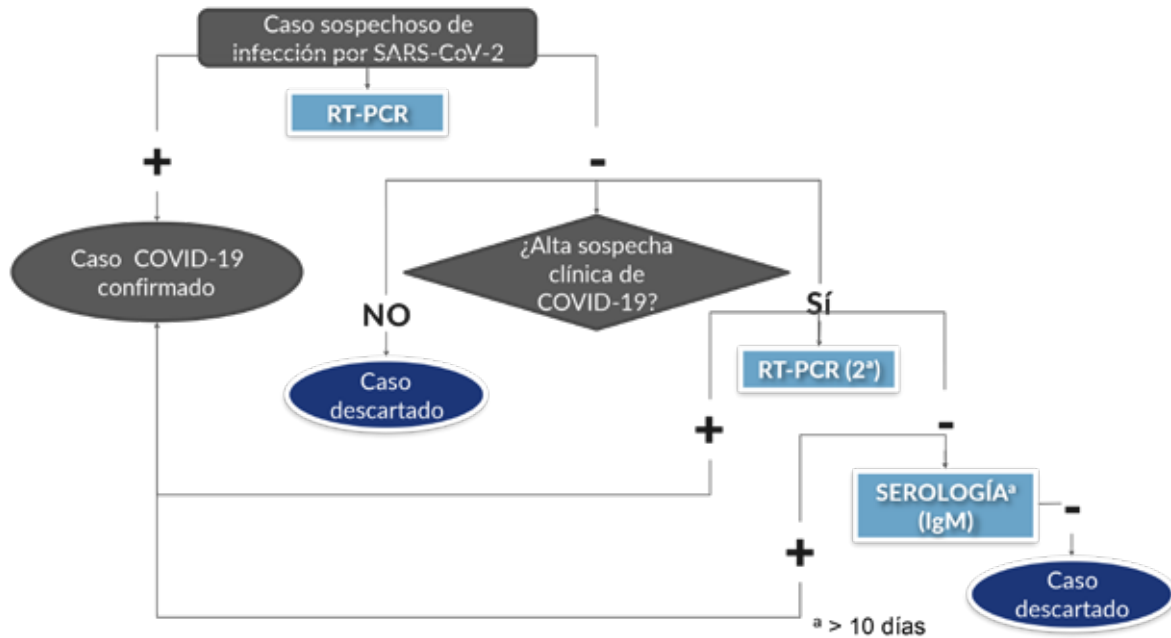 Caso sospechoso de
infección por SARS-CoV-2
RT-PCR
+
-
Caso COVID-19
confirmado
¿Alta sospecha
clínica de
COVID-19?
NO
Sí
Caso
descartado
RT-PCR (2ª)
+
-
SEROLOGÍAª
(IgM)
+
-
Caso
descartado
ª > 10 días